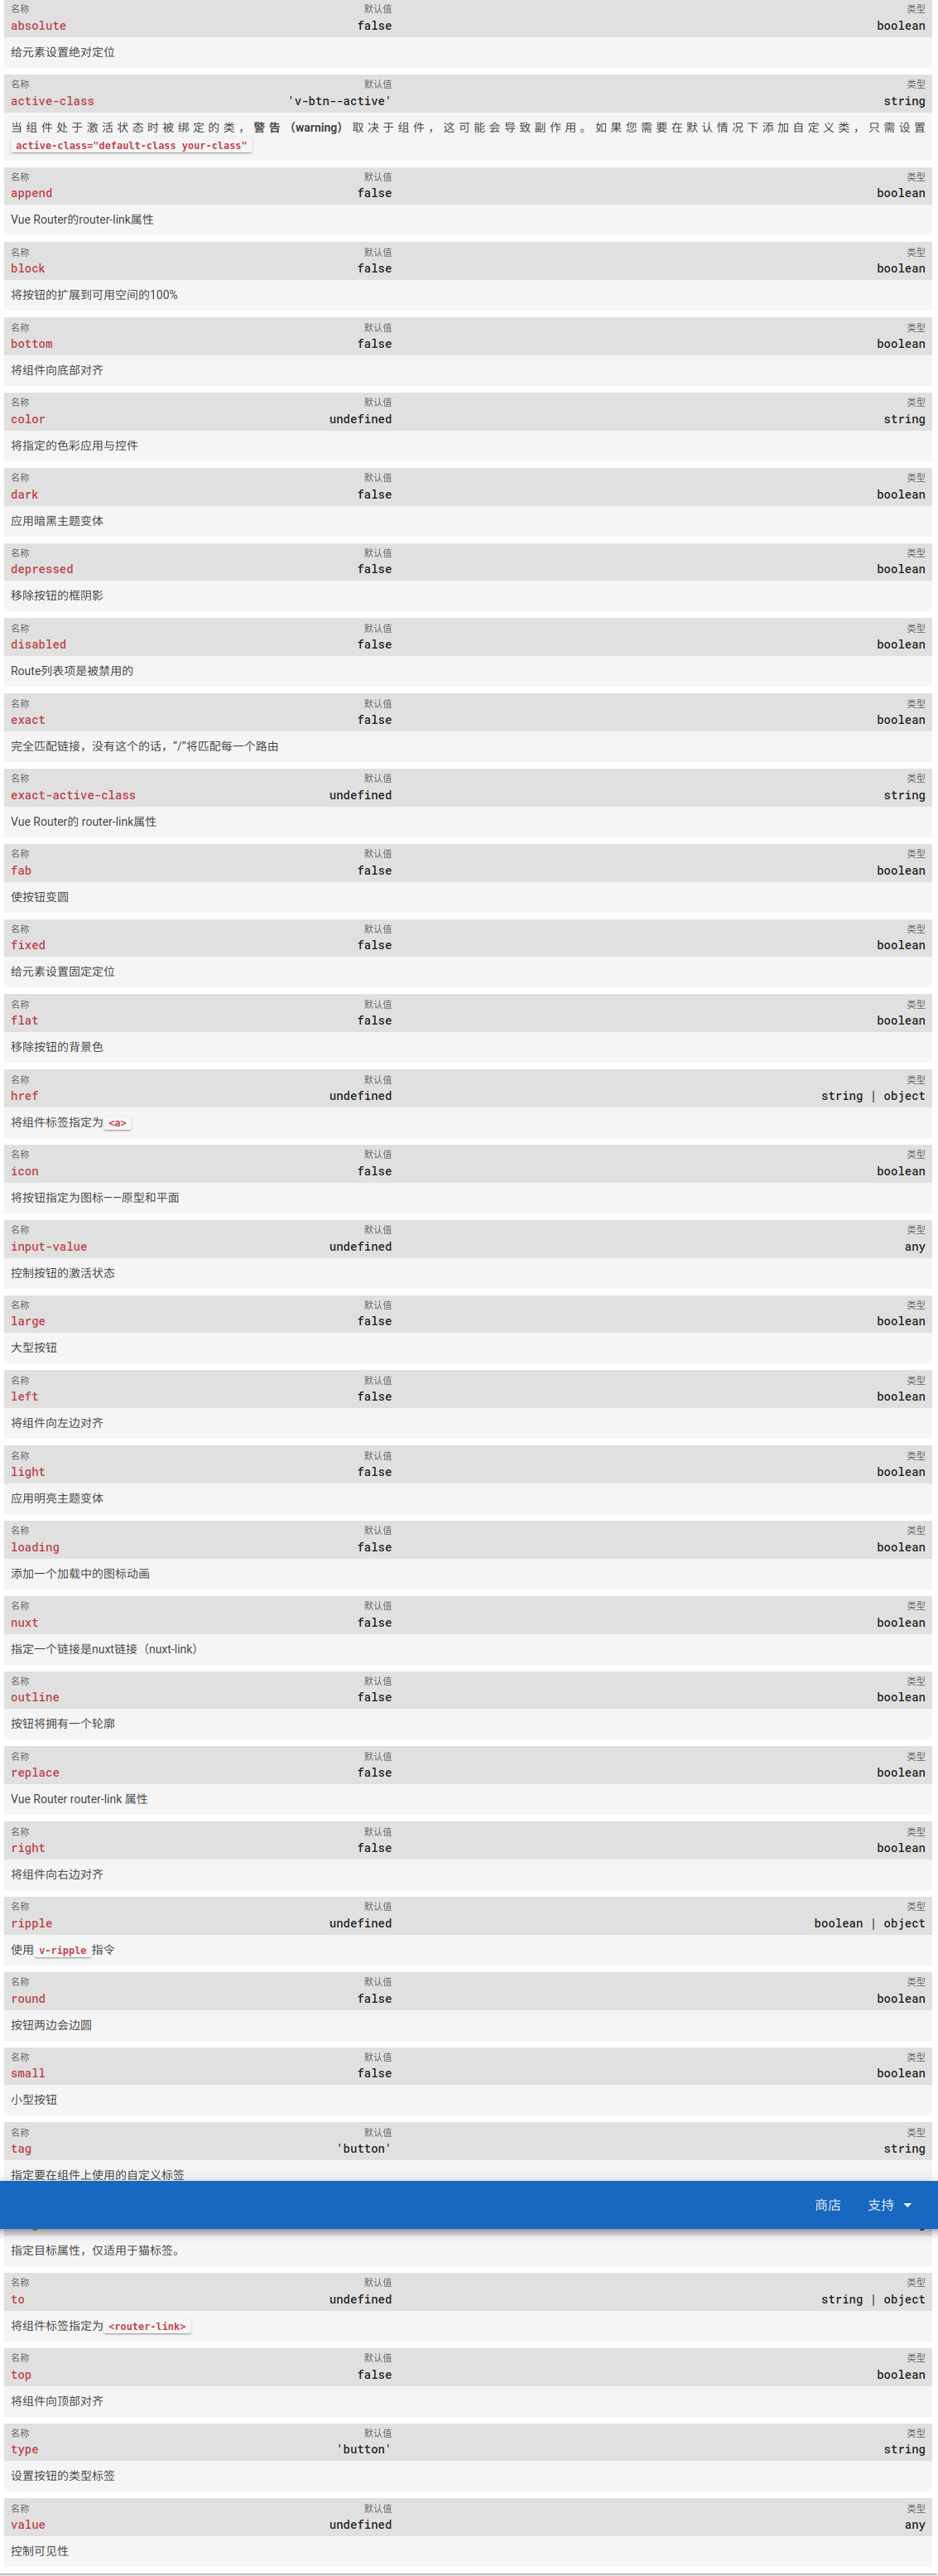 名称 默认值 类型
absolute false boolean
给元素设置绝对定位
名称 默认值 类型
active-class 'v-btn--active' string
当组件处于激活状态时被绑定的类，警告（warning）取决于组件，这可能会导致副作用。如果您需要在默认情况下添加自定义类，只需设置
active-class="default-class your-class"
名称 默认值 类型
append false boolean
Vue Router的router-link属性
名称 默认值 类型
block false boolean
将按钮的扩展到可用空间的100%
名称 默认值 类型
bottom false boolean
将组件向底部对齐
名称 默认值 类型
color undefined string
将指定的色彩应用与控件
名称 默认值 类型
dark false boolean
应用暗黑主题变体
名称 默认值 类型
depressed false boolean
移除按钮的框阴影
名称 默认值 类型
disabled false boolean
Route列表项是被禁用的
名称 默认值 类型
exact false boolean
完全匹配链接，没有这个的话，“/”将匹配每一个路由
名称 默认值 类型
exact-active-class undefined string
Vue Router的 router-link属性
名称 默认值 类型
fab false boolean
使按钮变圆
名称 默认值 类型
fixed false boolean
给元素设置固定定位
名称 默认值 类型
flat false boolean
移除按钮的背景色
名称 默认值 类型
href undefined string | object
将组件标签指定为 <a>
名称 默认值 类型
icon false boolean
将按钮指定为图标——原型和平面
名称 默认值 类型
input-value undefined any
控制按钮的激活状态
名称 默认值 类型
large false boolean
大型按钮
名称 默认值 类型
left false boolean
将组件向左边对齐
名称 默认值 类型
light false boolean
应用明亮主题变体
名称 默认值 类型
loading false boolean
添加一个加载中的图标动画
名称 默认值 类型
nuxt false boolean
指定一个链接是nuxt链接（nuxt-link）
名称 默认值 类型
outline false boolean
按钮将拥有一个轮廓
名称 默认值 类型
replace false boolean
Vue Router router-link 属性
名称 默认值 类型
right false boolean
将组件向右边对齐
名称 默认值 类型
ripple undefined boolean | object
使用 v-ripple 指令
名称 默认值 类型
round false boolean
按钮两边会边圆
名称 默认值 类型
small false boolean
小型按钮
名称 默认值 类型
tag 'button' string
指定要在组件上使用的自定义标签
商店 支持
指定目标属性，仅适用于猫标签。
名称 默认值 类型
to undefined string | object
将组件标签指定为 <router-link>
名称 默认值 类型
top false boolean
将组件向顶部对齐
名称 默认值 类型
type 'button' string
设置按钮的类型标签
名称 默认值 类型
value undefined any
控制可见性